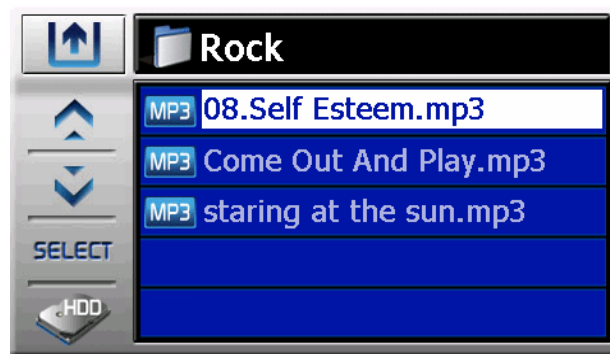 Rock
MP3 08.Self Esteem.mp3
MP3 Come Out And Play.mp3
MP3 staring at the sun.mp3
SELECT
HDD